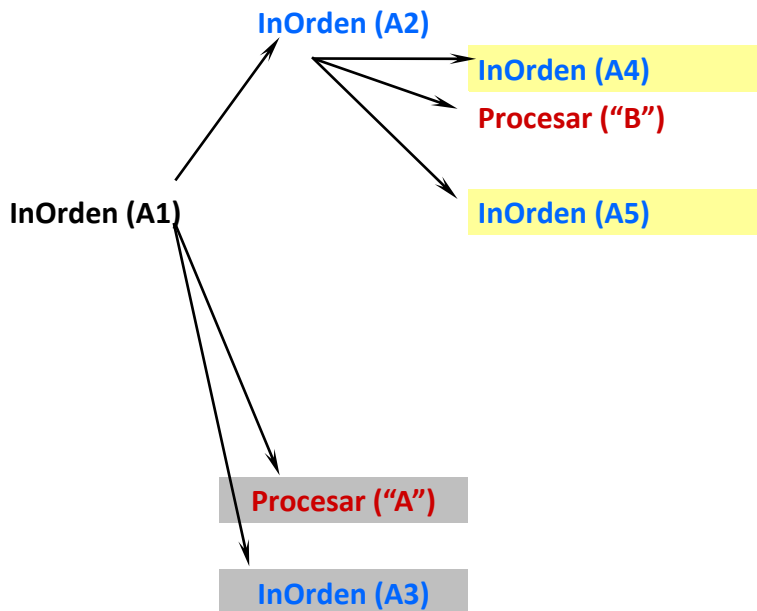 InOrden (A2)
InOrden (A4)
Procesar (“B”)
InOrden (A1)
InOrden (A5)
Procesar (“A”)
InOrden (A3)